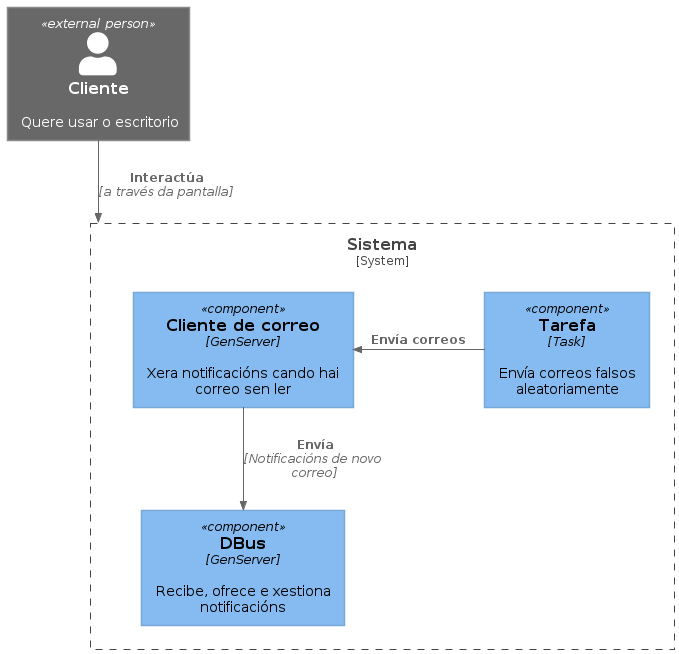 «external person»
Cliente
Quere usar o escritorio
Interactúa
[a través da pantalla]
Sistema
[System]
«component»
Cliente de correo
[GenServer]
Xera notificacións cando hai
correo sen ler
Envía correos
«component»
Tarefa
[Task]
Envía correos falsos
aleatoriamente
Envía
[Notificacións de novo
correo]
«component»
DBus
[GenServer]
Recibe, ofrece e xestiona
notificacións